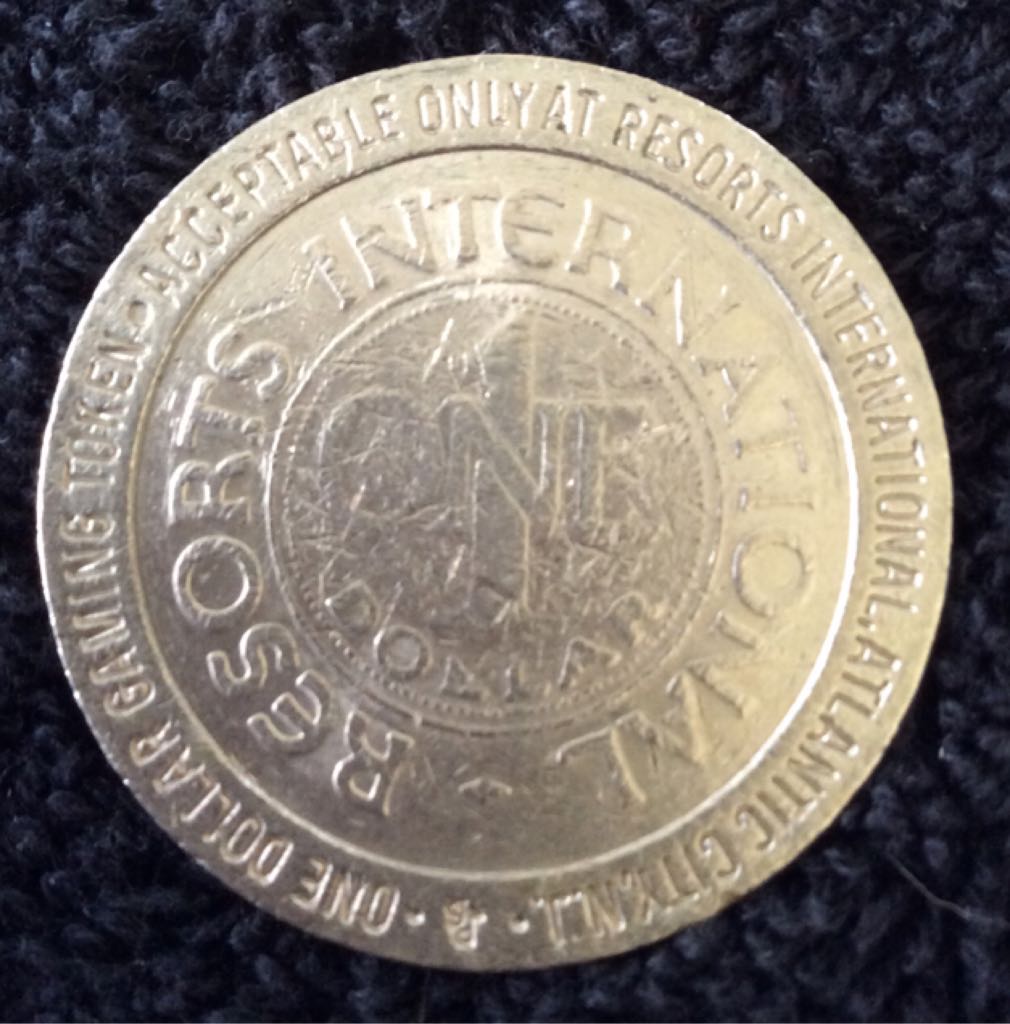 ONE DOLLAR GAMING TOKEN • ACCEPTABLE ONLY AT RESORTS INTERNATIONAL, ATLANTIC CITY, N.J. •
RESORTS INTERNATIONAL
ONE
DOLLAR